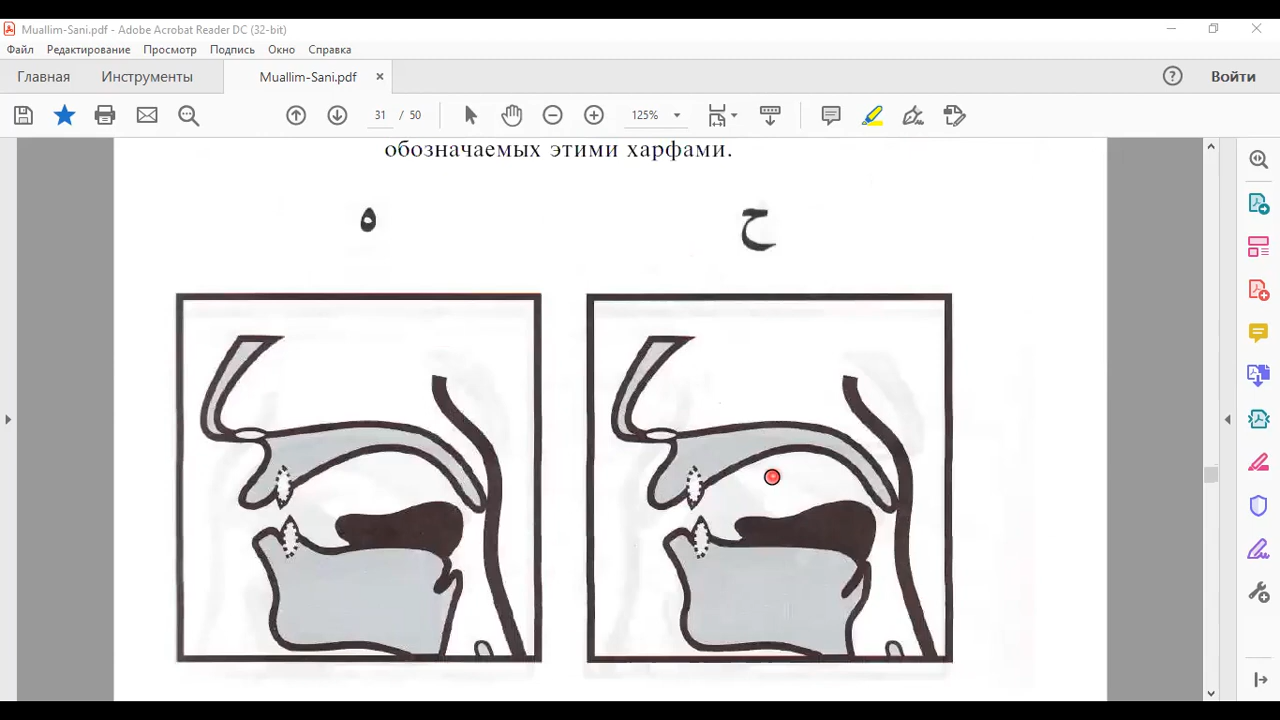 Muallim-Sani.pdf - Adobe Acrobat Reader DC (32-bit)
Файл Редактирование Просмотр Подпись Окно Справка
Главная Инструменты Muallim-Sani.pdf × Войти
31 / 50 125%
обозначаемых этими харфами.
ه ح